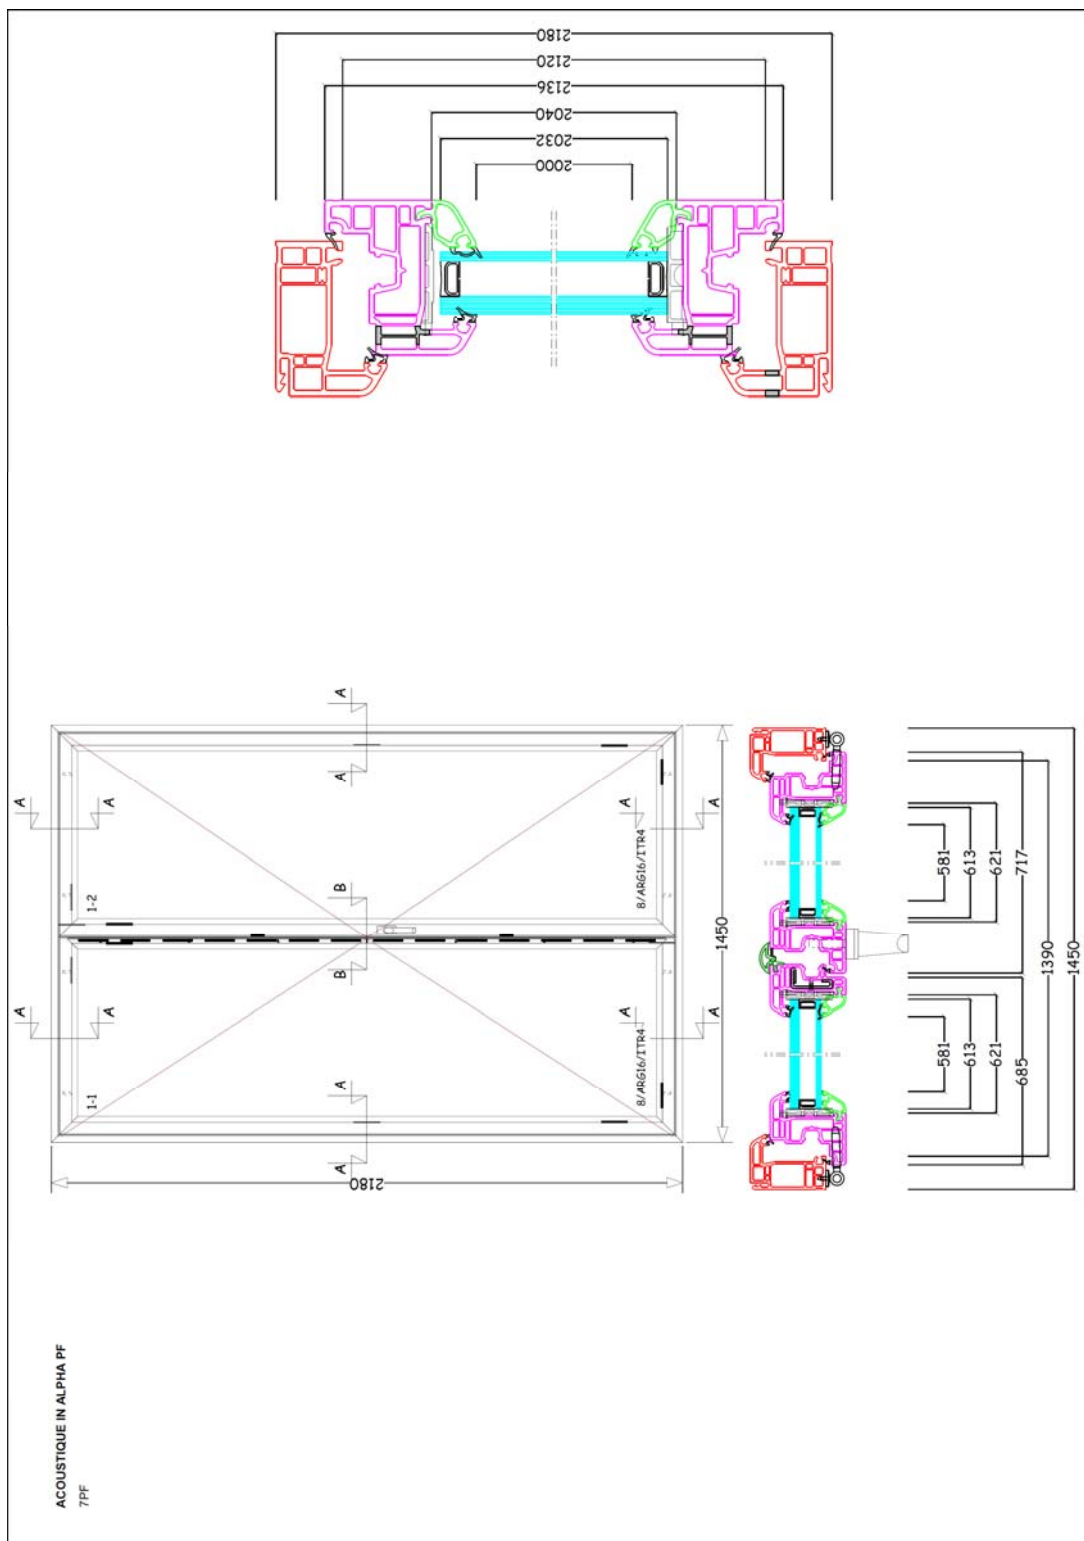 2180
2120
2136
2040
2032
2000
A
A
A
A
A
A
A
A
A
A
A
A
B
B
1-2
1-1
8/ARG16/ITR4
8/ARG16/ITR4
1450
2180
581
613
621
717
581
613
621
685
1390
1450
ACOUSTIQUE IN ALPHA PF
7PF